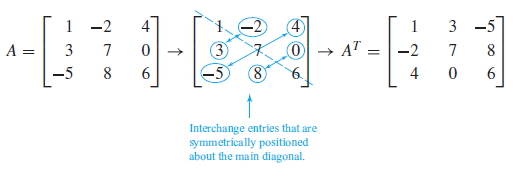 A = [ 1 -2 4 ] [ 1 -2 4 ] [ 1 3 -5 ]
[ 3 7 0 ] → [ 3 7 0 ] → Aᵀ = [ -2 7 8 ]
[ -5 8 6 ] [ -5 8 6 ] [ 4 0 6 ]
Interchange entries that are
symmetrically positioned
about the main diagonal.